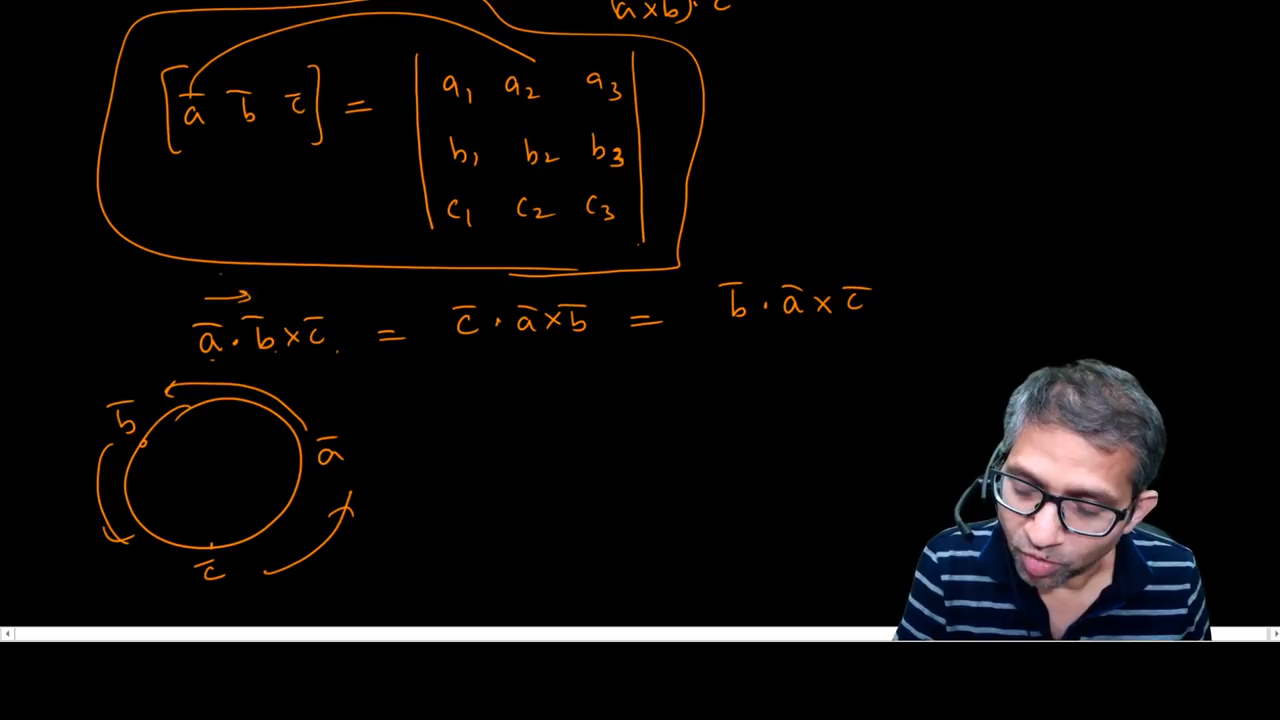 (a×b)·c
[a̅ b̅ c̅] = | a₁ a₂ a₃ |
| b₁ b₂ b₃ |
| c₁ c₂ c₃ |
a̅ · b̅ × c̅ = c̅ · a̅ × b̅ = b̅ · a̅ × c̅
b̅
a̅
c̅